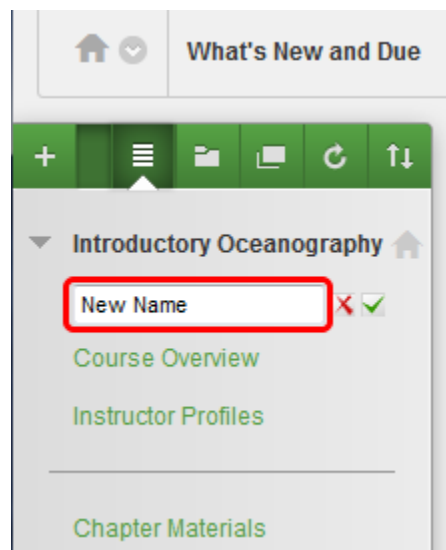 What's New and Due
Introductory Oceanography
New Name
Course Overview
Instructor Profiles
Chapter Materials